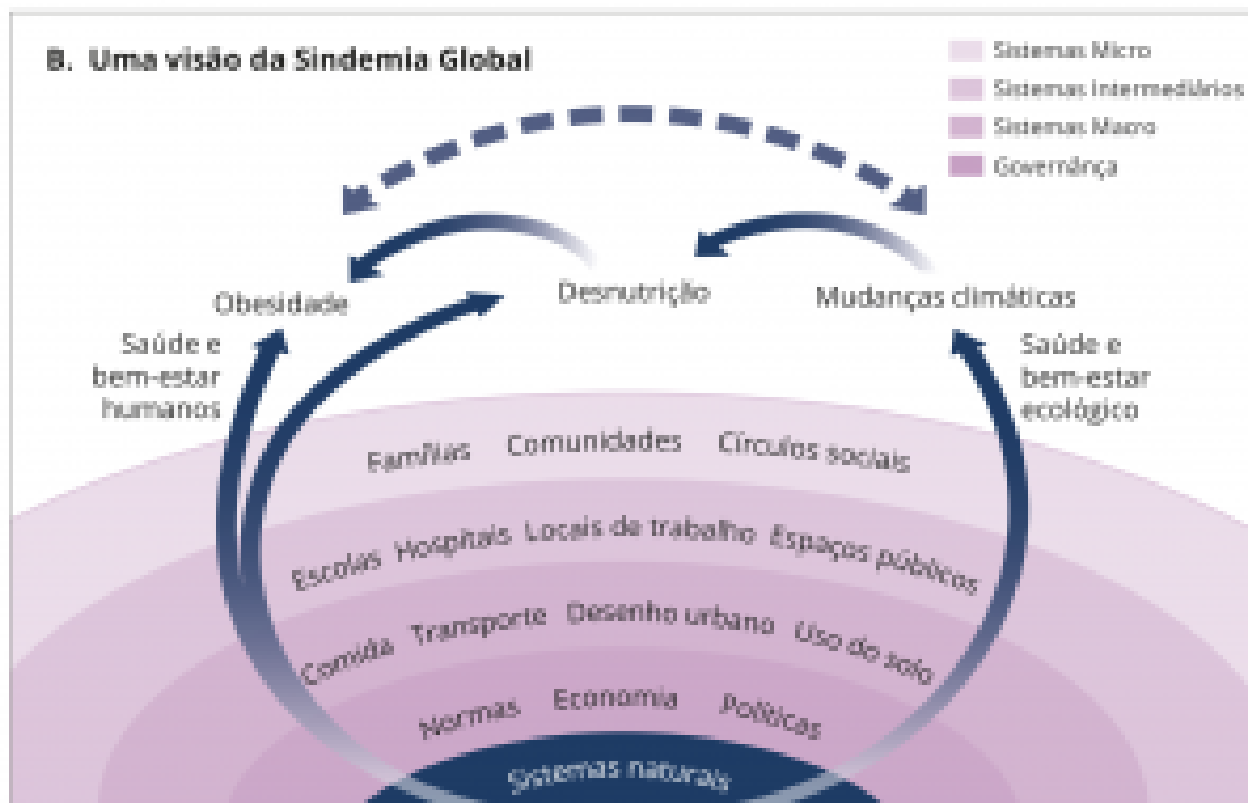 B. Uma visão da Sindemia Global
Sistemas Micro
Sistemas Intermediários
Sistemas Macro
Governança
Obesidade
Desnutrição
Mudanças climáticas
Saúde e
bem-estar
humanos
Saúde e
bem-estar
ecológico
Famílias Comunidades Círculos sociais
Escolas Hospitais Locais de trabalho Espaços públicos
Comida Transporte Desenho urbano Uso do solo
Normas Economia Políticas
Sistemas naturais